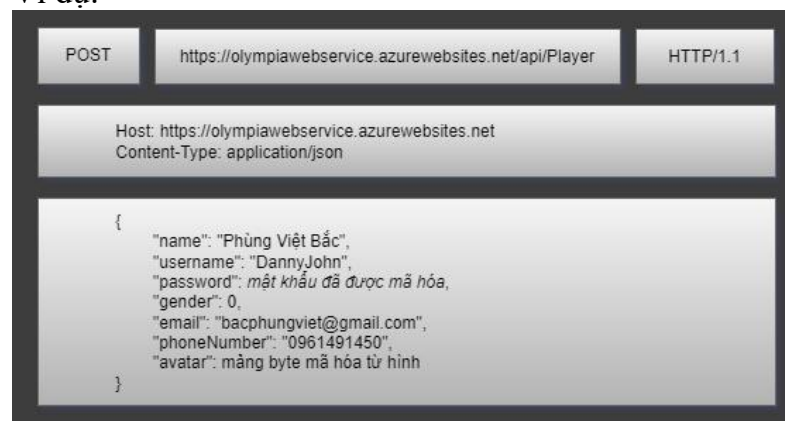 Ví dụ:
POST https://olympiawebservice.azurewebsites.net/api/Player HTTP/1.1
Host: https://olympiawebservice.azurewebsites.net
Content-Type: application/json
{
"name": "Phùng Việt Bắc",
"username": "DannyJohn",
"password": mật khẩu đã được mã hóa,
"gender": 0,
"email": "bacphungviet@gmail.com",
"phoneNumber": "0961491450",
"avatar": mảng byte mã hóa từ hình
}